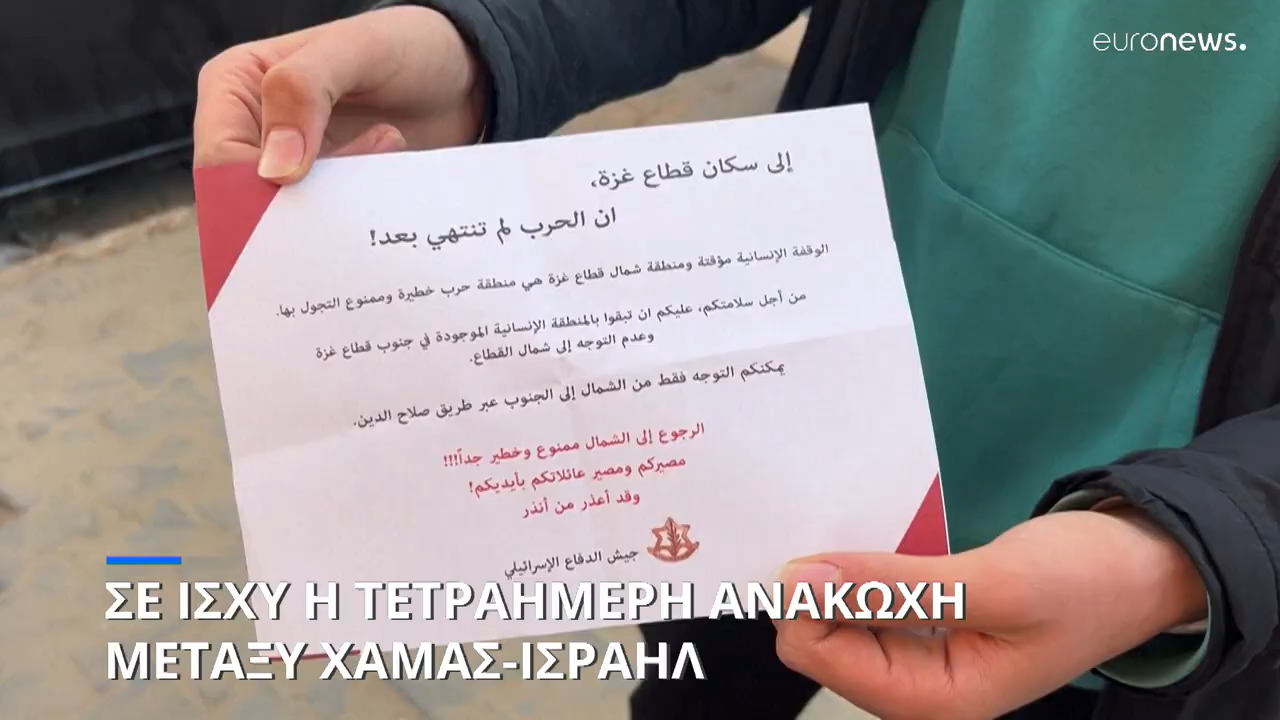 euronews.
إلى سكان قطاع غزة،
ان الحرب لم تنتهي بعد!
الوقفة الإنسانية مؤقتة ومنطقة شمال قطاع غزة هي منطقة حرب خطيرة وممنوع التجول بها.
من أجل سلامتكم، عليكم ان تبقوا بالمنطقة الإنسانية الموجودة في جنوب قطاع غزة
وعدم التوجه إلى شمال القطاع.
يمكنكم التوجه فقط من الشمال إلى الجنوب عبر طريق صلاح الدين.
الرجوع إلى الشمال ممنوع وخطير جداً!!!
مصيركم ومصير عائلاتكم بأيديكم!
وقد أعذر من أنذر
جيش الدفاع الإسرائيلي
ΣΕ ΙΣΧΥ Η ΤΕΤΡΑΗΜΕΡΗ ΑΝΑΚΩΧΗ
ΜΕΤΑΞΥ ΧΑΜΑΣ-ΙΣΡΑΗΛ